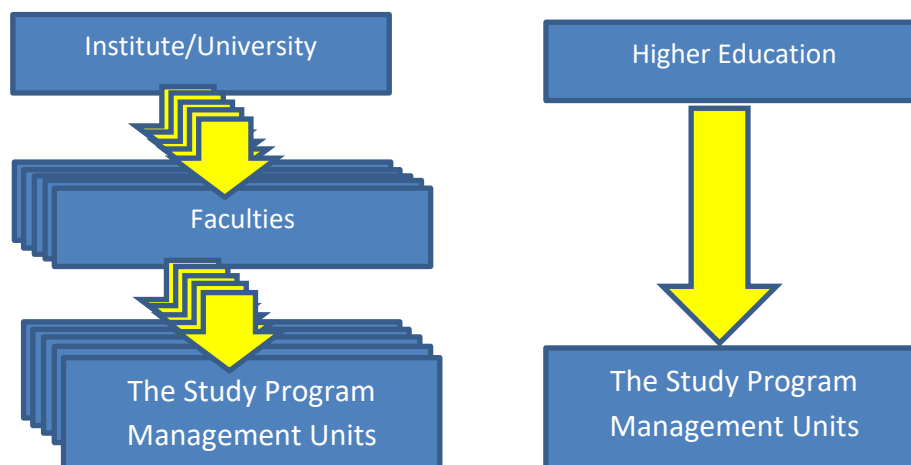 Institute/University
Higher Education
Faculties
The Study Program
Management Units
The Study Program
Management Units